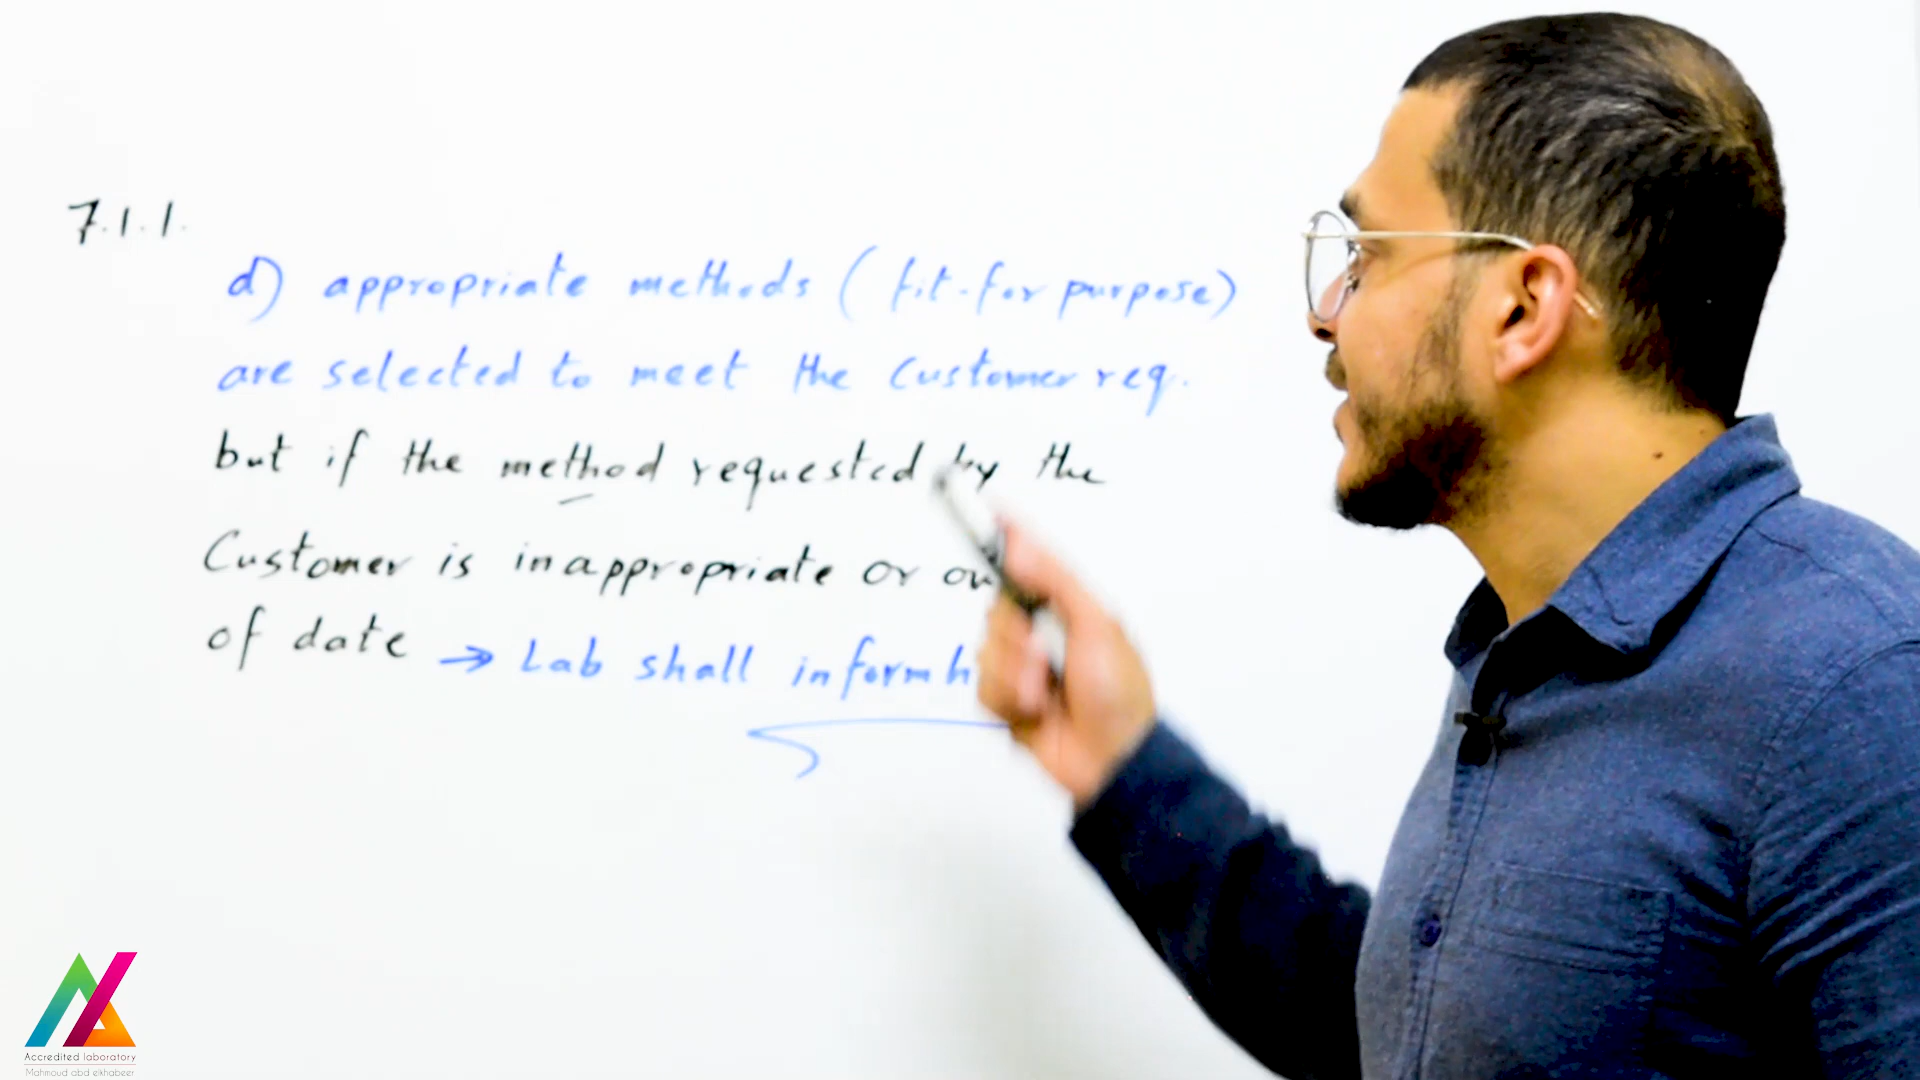 7.1.1.
d) appropriate methods (fit-for purpose)
are selected to meet the customer req.
but if the method requested by the
Customer is inappropriate or
of date → Lab shall inform
Accredited laboratory
Mahmoud abd elkhabeer